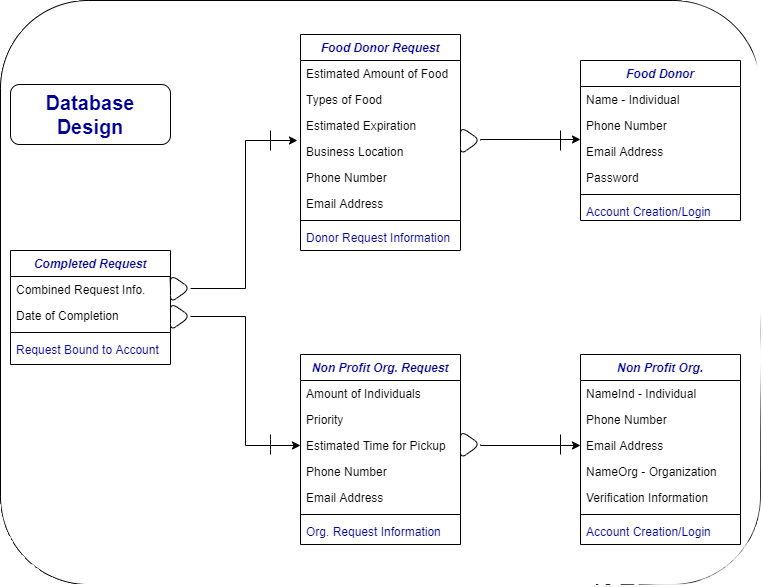 Database
Design
Food Donor Request
Estimated Amount of Food
Types of Food
Estimated Expiration
Business Location
Phone Number
Email Address
Donor Request Information
Food Donor
Name - Individual
Phone Number
Email Address
Password
Account Creation/Login
Completed Request
Combined Request Info.
Date of Completion
Request Bound to Account
Non Profit Org. Request
Amount of Individuals
Priority
Estimated Time for Pickup
Phone Number
Email Address
Org. Request Information
Non Profit Org.
NameInd - Individual
Phone Number
Email Address
NameOrg - Organization
Verification Information
Account Creation/Login